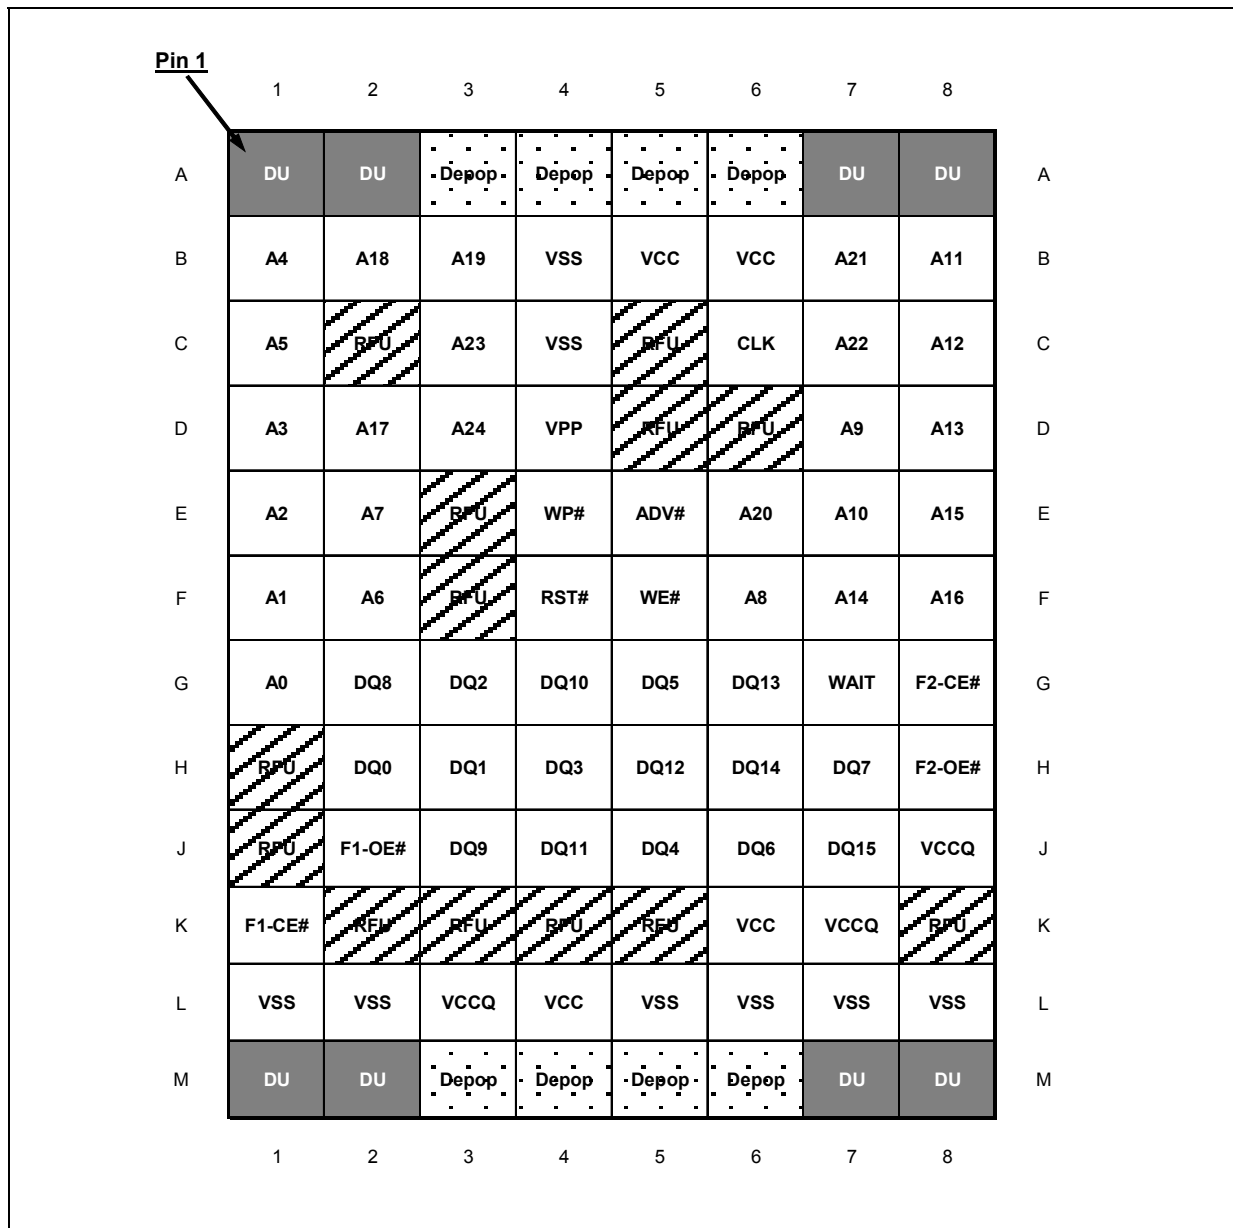 Pin 1
1 2 3 4 5 6 7 8
A DU DU Depop Depop Depop Depop DU DU A
B A4 A18 A19 VSS VCC VCC A21 A11 B
C A5 RFU A23 VSS RFU CLK A22 A12 C
D A3 A17 A24 VPP RFU RFU A9 A13 D
E A2 A7 RFU WP# ADV# A20 A10 A15 E
F A1 A6 RFU RST# WE# A8 A14 A16 F
G A0 DQ8 DQ2 DQ10 DQ5 DQ13 WAIT F2-CE# G
H RFU DQ0 DQ1 DQ3 DQ12 DQ14 DQ7 F2-OE# H
J RFU F1-OE# DQ9 DQ11 DQ4 DQ6 DQ15 VCCQ J
K F1-CE# RFU RFU RFU RFU VCC VCCQ RFU K
L VSS VSS VCCQ VCC VSS VSS VSS VSS L
M DU DU Depop Depop Depop Depop DU DU M
1 2 3 4 5 6 7 8